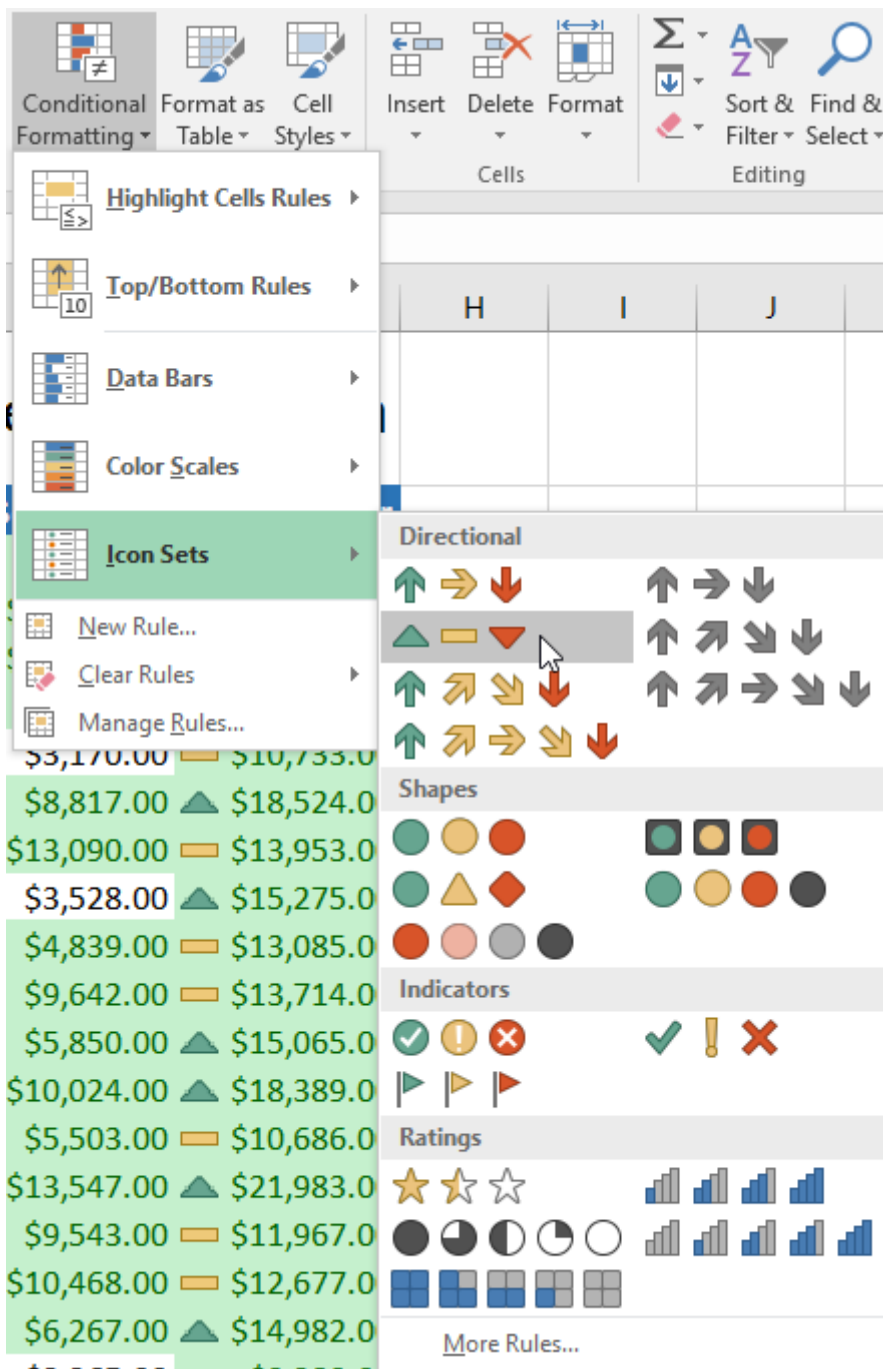 Conditional Formatting
Format as Table
Cell Styles
Insert
Delete
Format
Sort & Filter
Find & Select
Cells
Editing
Highlight Cells Rules
Top/Bottom Rules
Data Bars
Color Scales
Icon Sets
New Rule...
Clear Rules
Manage Rules...
H I J
Directional
Shapes
Indicators
Ratings
More Rules...
$3,170.00 $10,733.0
$8,817.00 $18,524.0
$13,090.00 $13,953.0
$3,528.00 $15,275.0
$4,839.00 $13,085.0
$9,642.00 $13,714.0
$5,850.00 $15,065.0
$10,024.00 $18,389.0
$5,503.00 $10,686.0
$13,547.00 $21,983.0
$9,543.00 $11,967.0
$10,468.00 $12,677.0
$6,267.00 $14,982.0